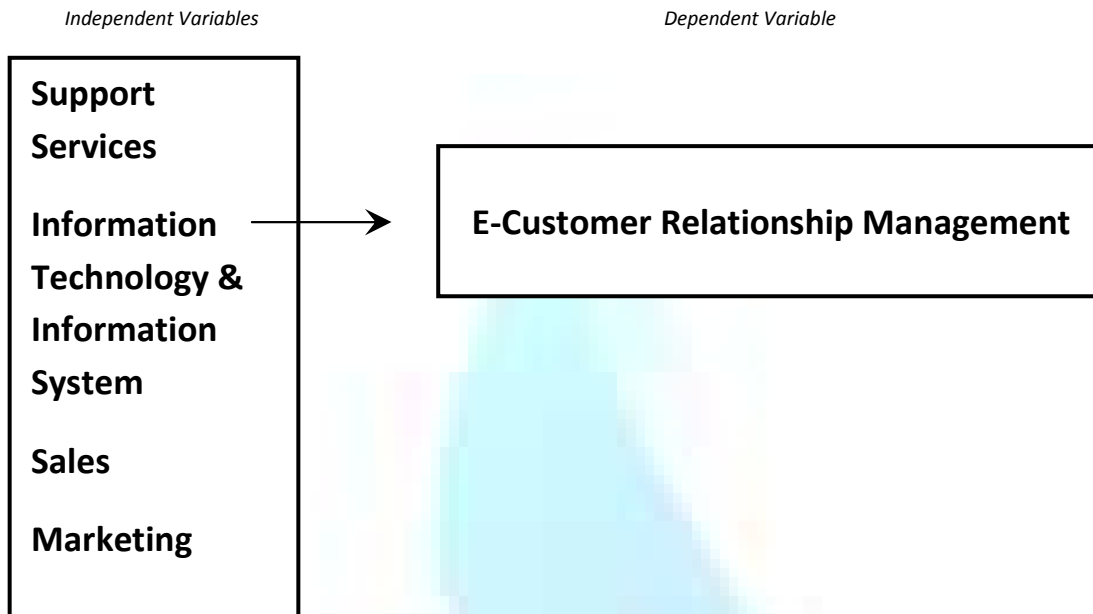 Independent Variables
Dependent Variable
Support
Services
Information
Technology &
Information
System
Sales
Marketing
E-Customer Relationship Management